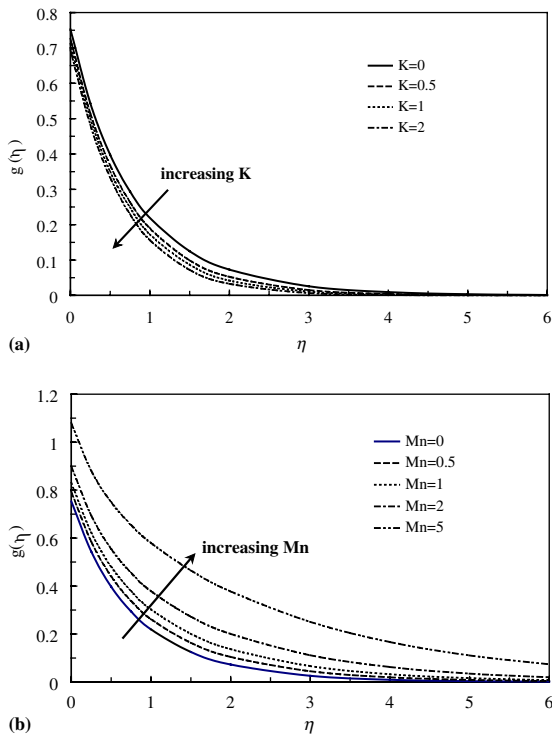 0.8
0.7
0.6
0.5
0.4
0.3
0.2
0.1
0
g (η)
K=0
K=0.5
K=1
K=2
increasing K
0 1 2 3 4 5 6
η
(a)
1.2
1
0.8
0.6
0.4
0.2
0
g(η)
Mn=0
Mn=0.5
Mn=1
Mn=2
Mn=5
increasing Mn
0 1 2 3 4 5 6
η
(b)